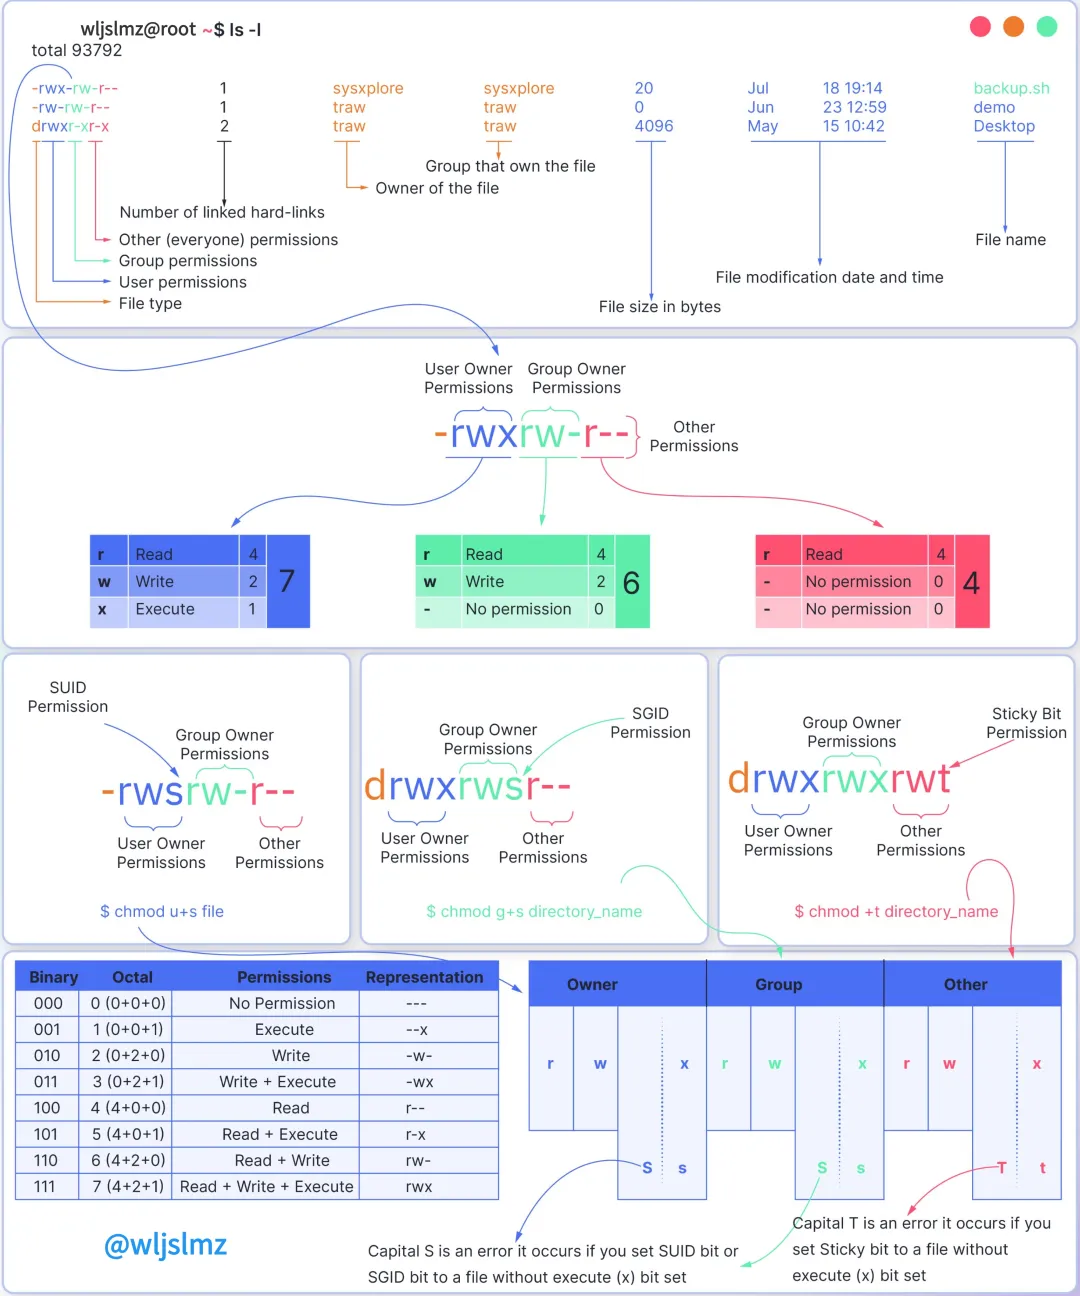 wljslmz@root ~$ ls -l
total 93792
-rwx-rw-r-- 1 sysxplore sysxplore 20 Jul 18 19:14 backup.sh
-rw-rw-r-- 1 traw traw 0 Jun 23 12:59 demo
drwxr-xr-x 2 traw traw 4096 May 15 10:42 Desktop
Group that own the file
Owner of the file
Number of linked hard-links
Other (everyone) permissions
Group permissions
User permissions
File type
File name
File modification date and time
File size in bytes
User Owner
Permissions
Group Owner
Permissions
-rwxrw-r--
Other
Permissions
r Read 4
w Write 2
x Execute 1
7
r Read 4
w Write 2
- No permission 0
6
r Read 4
- No permission 0
- No permission 0
4
SUID
Permission
Group Owner
Permissions
-rwsrw-r--
User Owner
Permissions
Other
Permissions
$ chmod u+s file
SGID
Permission
Group Owner
Permissions
drwxrwsr--
User Owner
Permissions
Other
Permissions
$ chmod g+s directory_name
Sticky Bit
Permission
Group Owner
Permissions
drwxrwxrwt
User Owner
Permissions
Other
Permissions
$ chmod +t directory_name
Binary Octal Permissions Representation
000 0 (0+0+0) No Permission ---
001 1 (0+0+1) Execute --x
010 2 (0+2+0) Write -w-
011 3 (0+2+1) Write + Execute -wx
100 4 (4+0+0) Read r--
101 5 (4+0+1) Read + Execute r-x
110 6 (4+2+0) Read + Write rw-
111 7 (4+2+1) Read + Write + Execute rwx
Owner Group Other
r w x r w x r w x
S s S s T t
@wljslmz
Capital S is an error it occurs if you set SUID bit or
SGID bit to a file without execute (x) bit set
Capital T is an error it occurs if you
set Sticky bit to a file without
execute (x) bit set